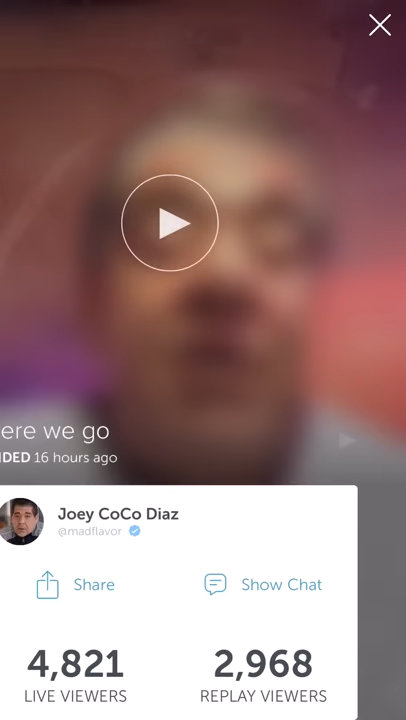 ere we go
DED 16 hours ago
Joey CoCo Diaz
@madflavor
Share
Show Chat
4,821
2,968
LIVE VIEWERS
REPLAY VIEWERS